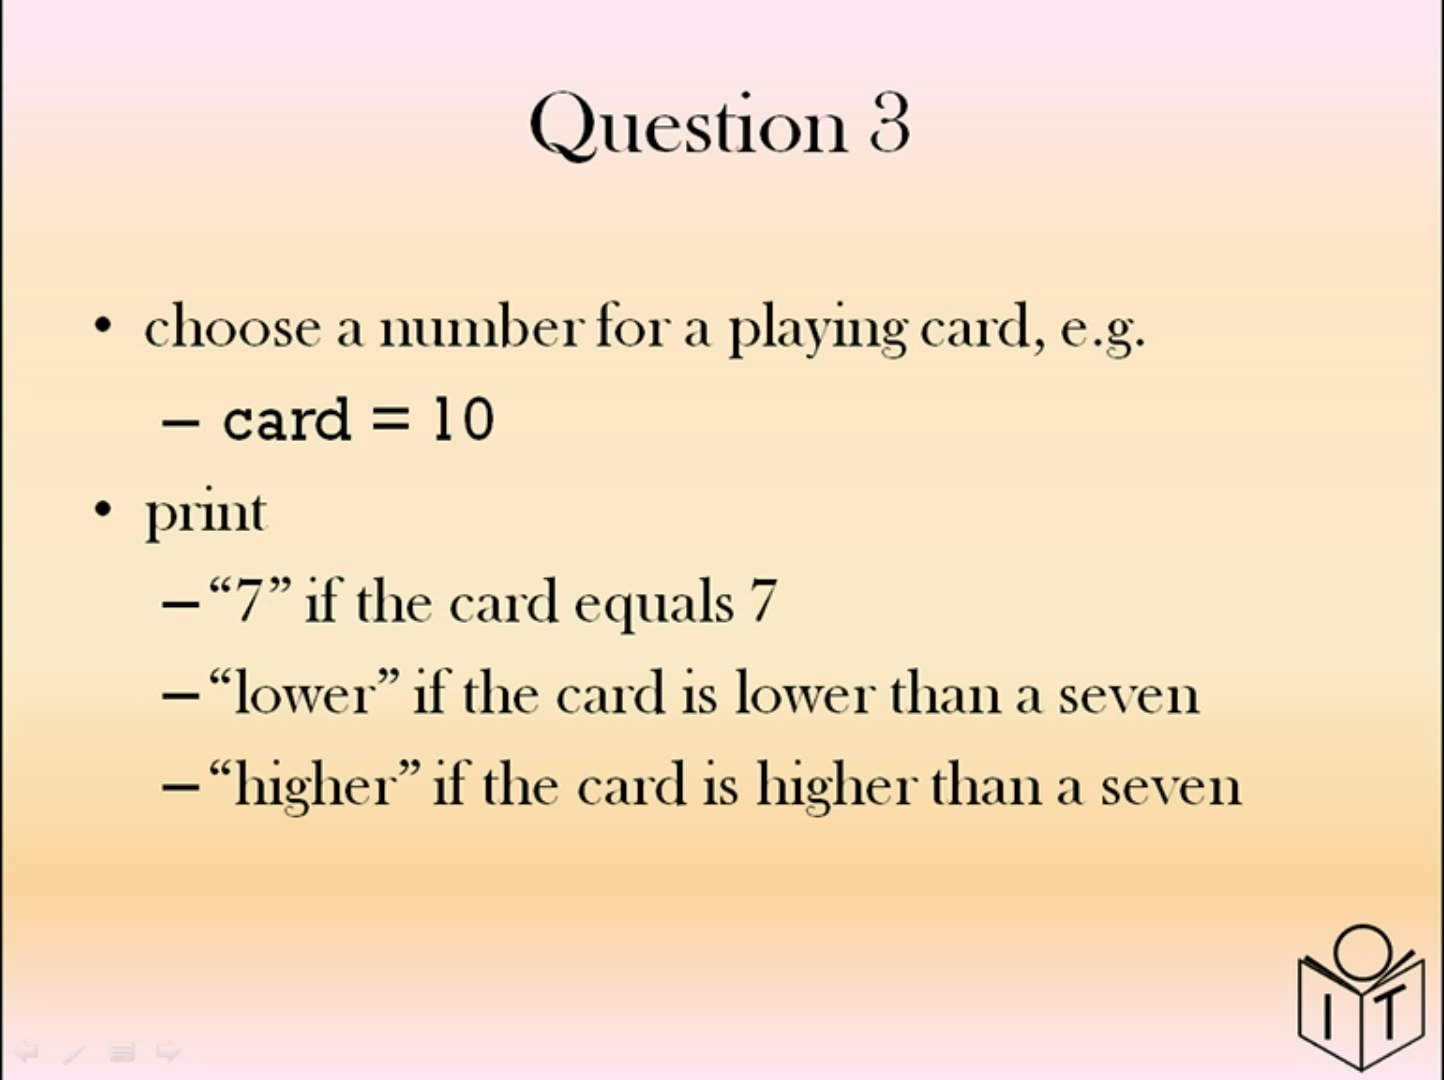 Question 3
• choose a number for a playing card, e.g.
– card = 10
• print
– “7” if the card equals 7
– “lower” if the card is lower than a seven
– “higher” if the card is higher than a seven
I T